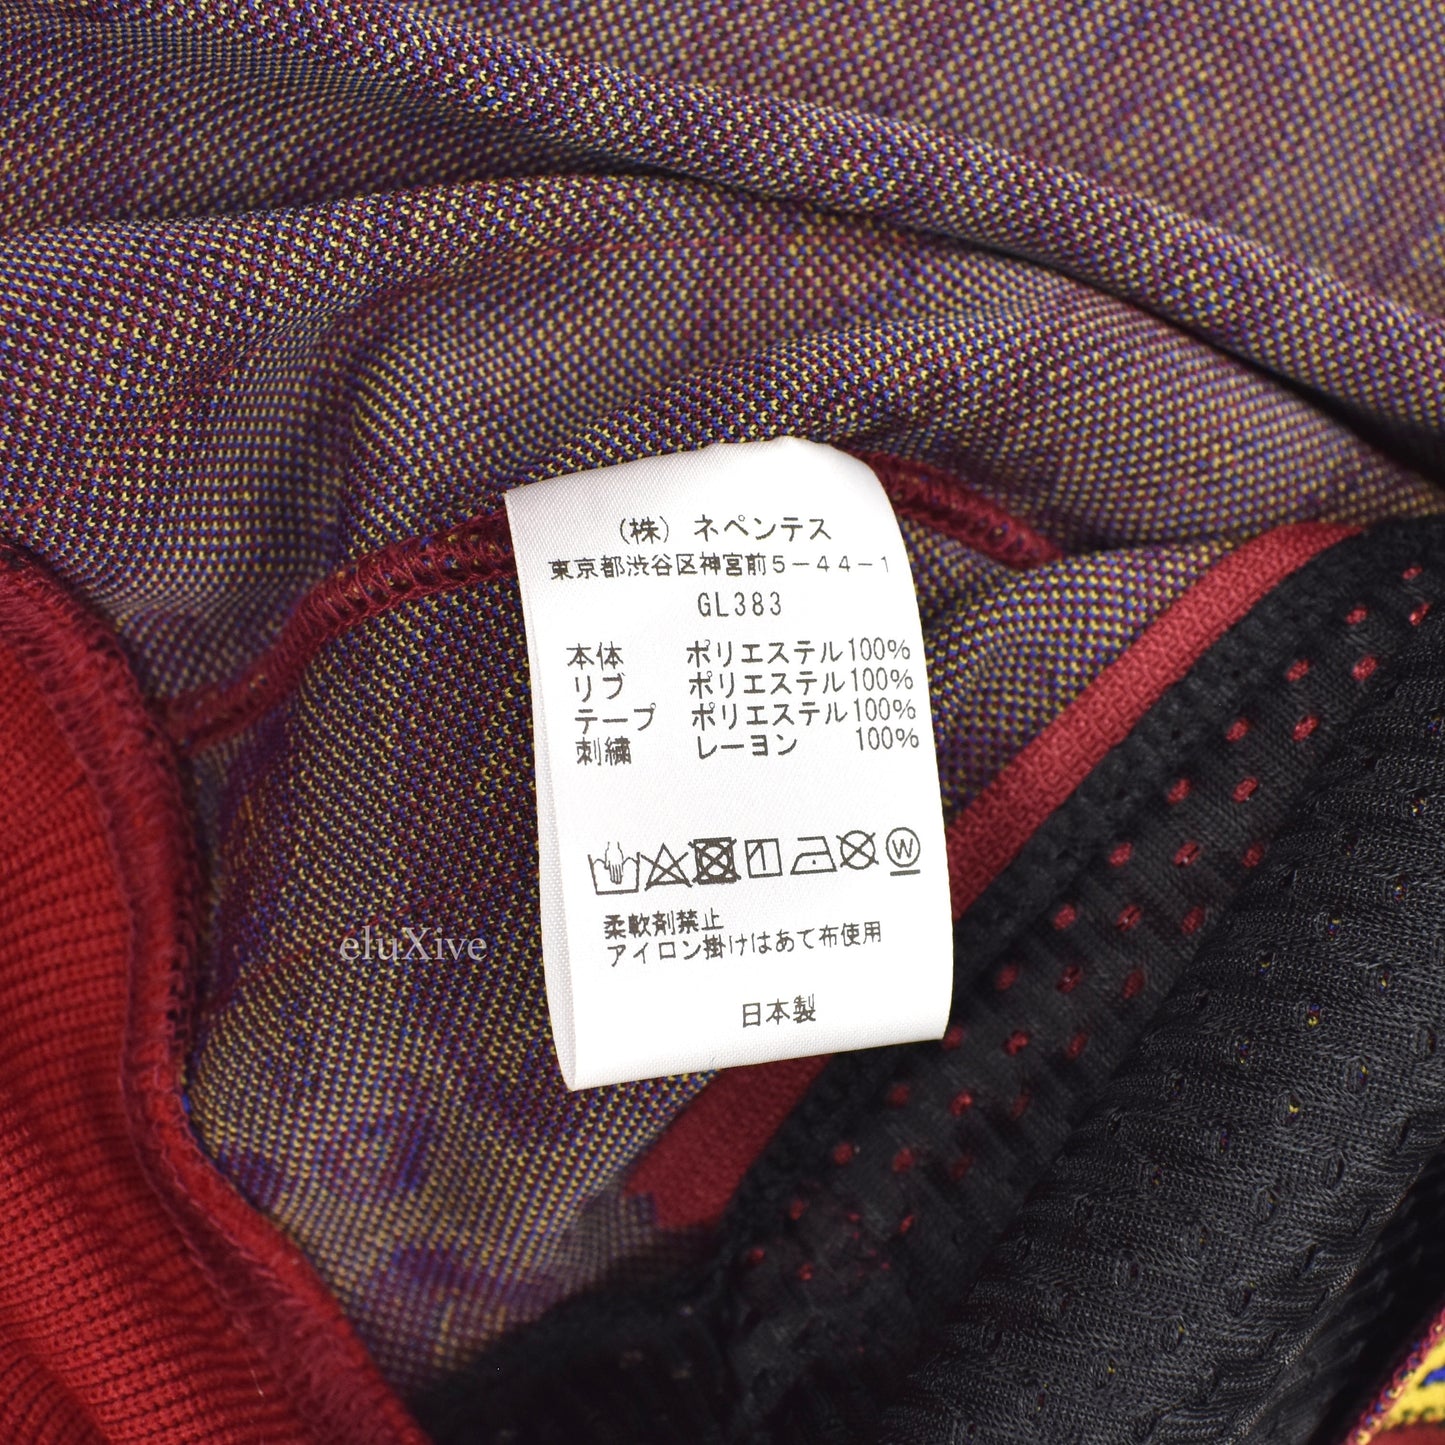 （株）ネペンテス
東京都渋谷区神宮前5-44-1
GL383
本体 ポリエステル100%
リブ ポリエステル100%
テープ ポリエステル100%
刺繍 レーヨン 100%
W
柔軟剤禁止
アイロン掛けはあて布使用
日本製
eluXive